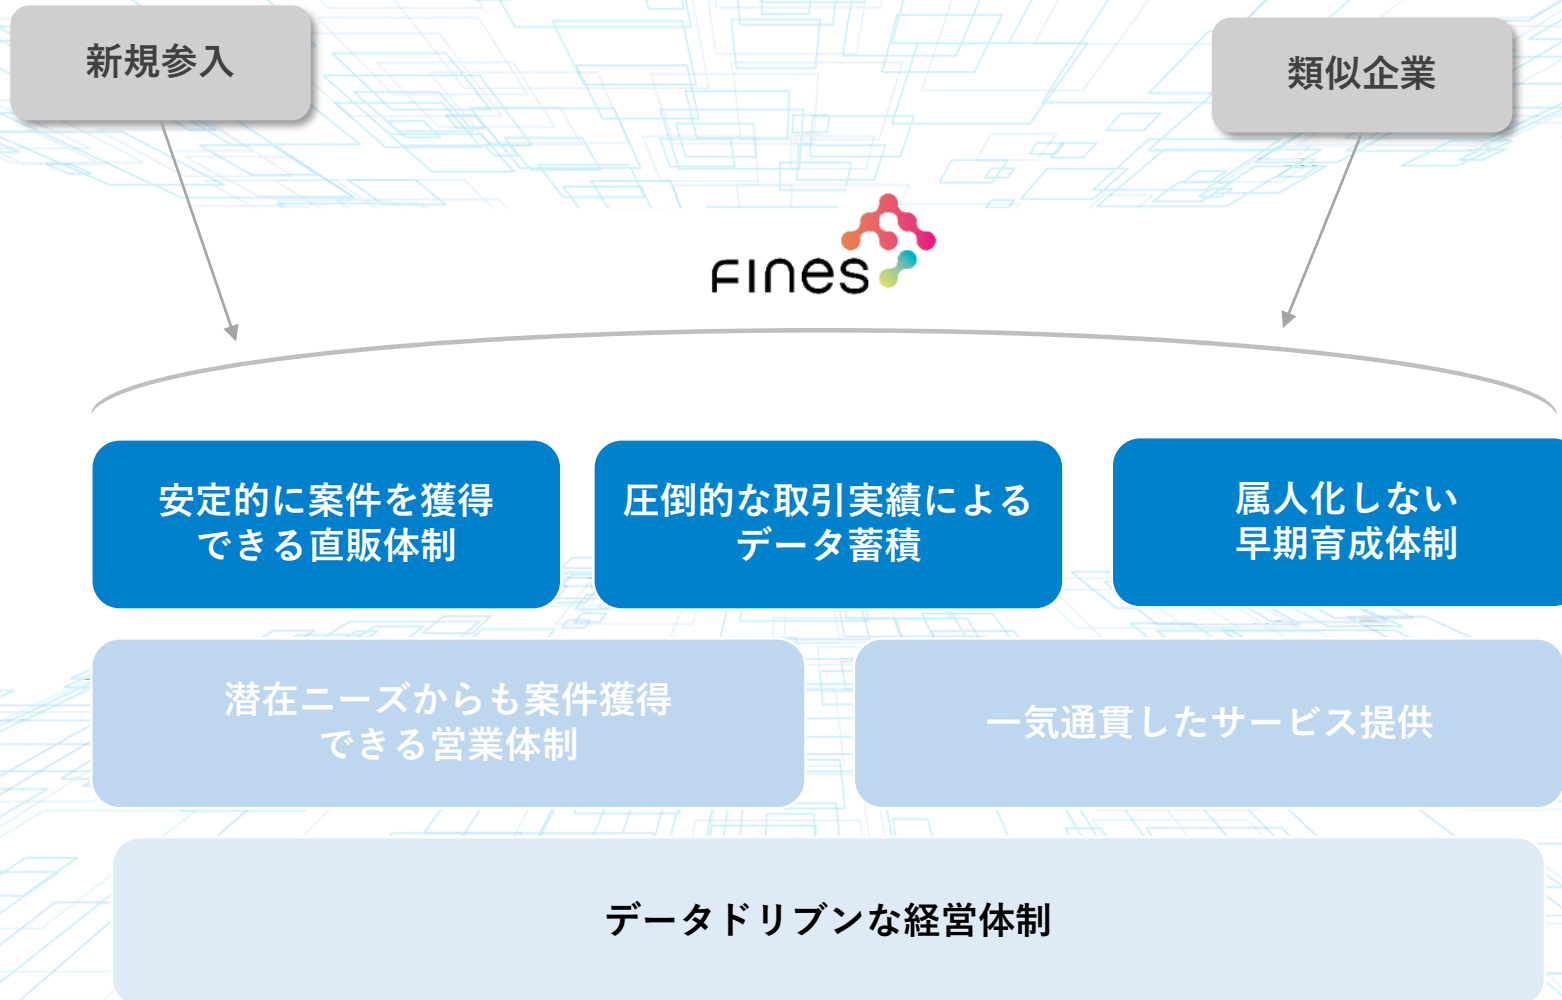 新規参入
類似企業
FINES
安定的に案件を獲得
できる直販体制
圧倒的な取引実績による
データ蓄積
属人化しない
早期育成体制
潜在ニーズからも案件獲得
できる営業体制
一気通貫したサービス提供
データドリブンな経営体制